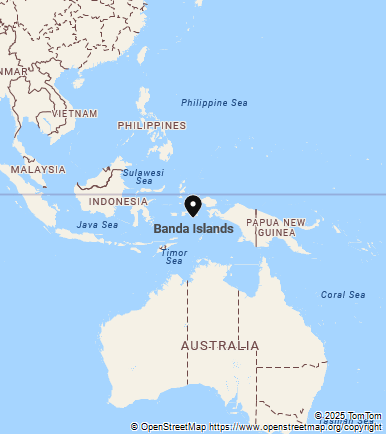 Philippine Sea
NMAR
VIETNAM
PHILIPPINES
MALAYSIA
Sulawesi
Sea
INDONESIA
Java Sea
Banda Islands
PAPUA NEW
GUINEA
Timor
Sea
Coral Sea
AUSTRALIA
© 2025 TomTom
Tasman Sea
© OpenStreetMap https://www.openstreetmap.org/copyright